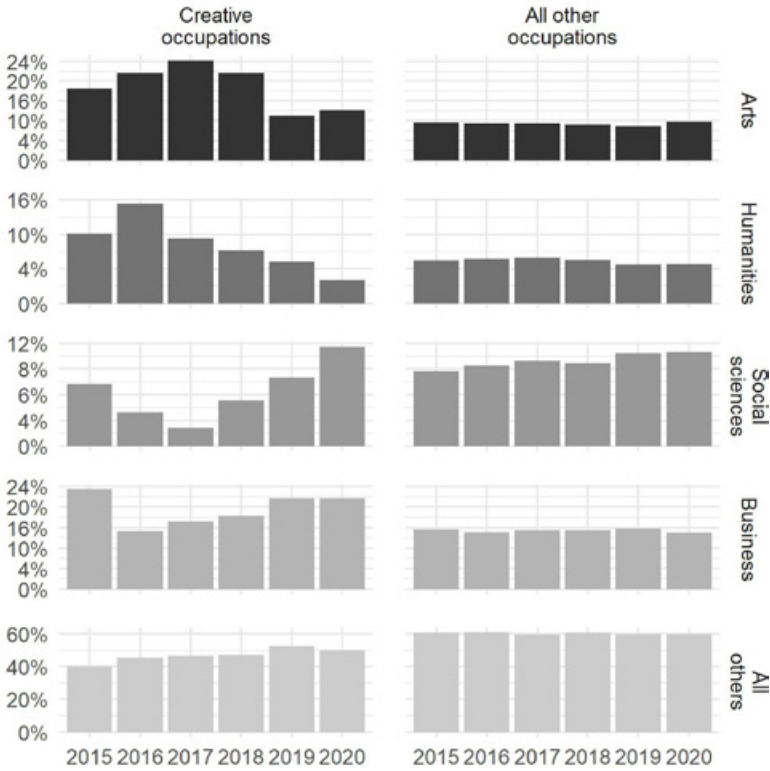 Creative
occupations
All other
occupations
24%
20%
16%
10%
4%
0%
Arts
16%
10%
4%
0%
Humanities
12%
8%
6%
4%
0%
Social
sciences
24%
20%
16%
10%
4%
0%
Business
60%
40%
20%
0%
All
others
2015 2016 2017 2018 2019 2020
2015 2016 2017 2018 2019 2020